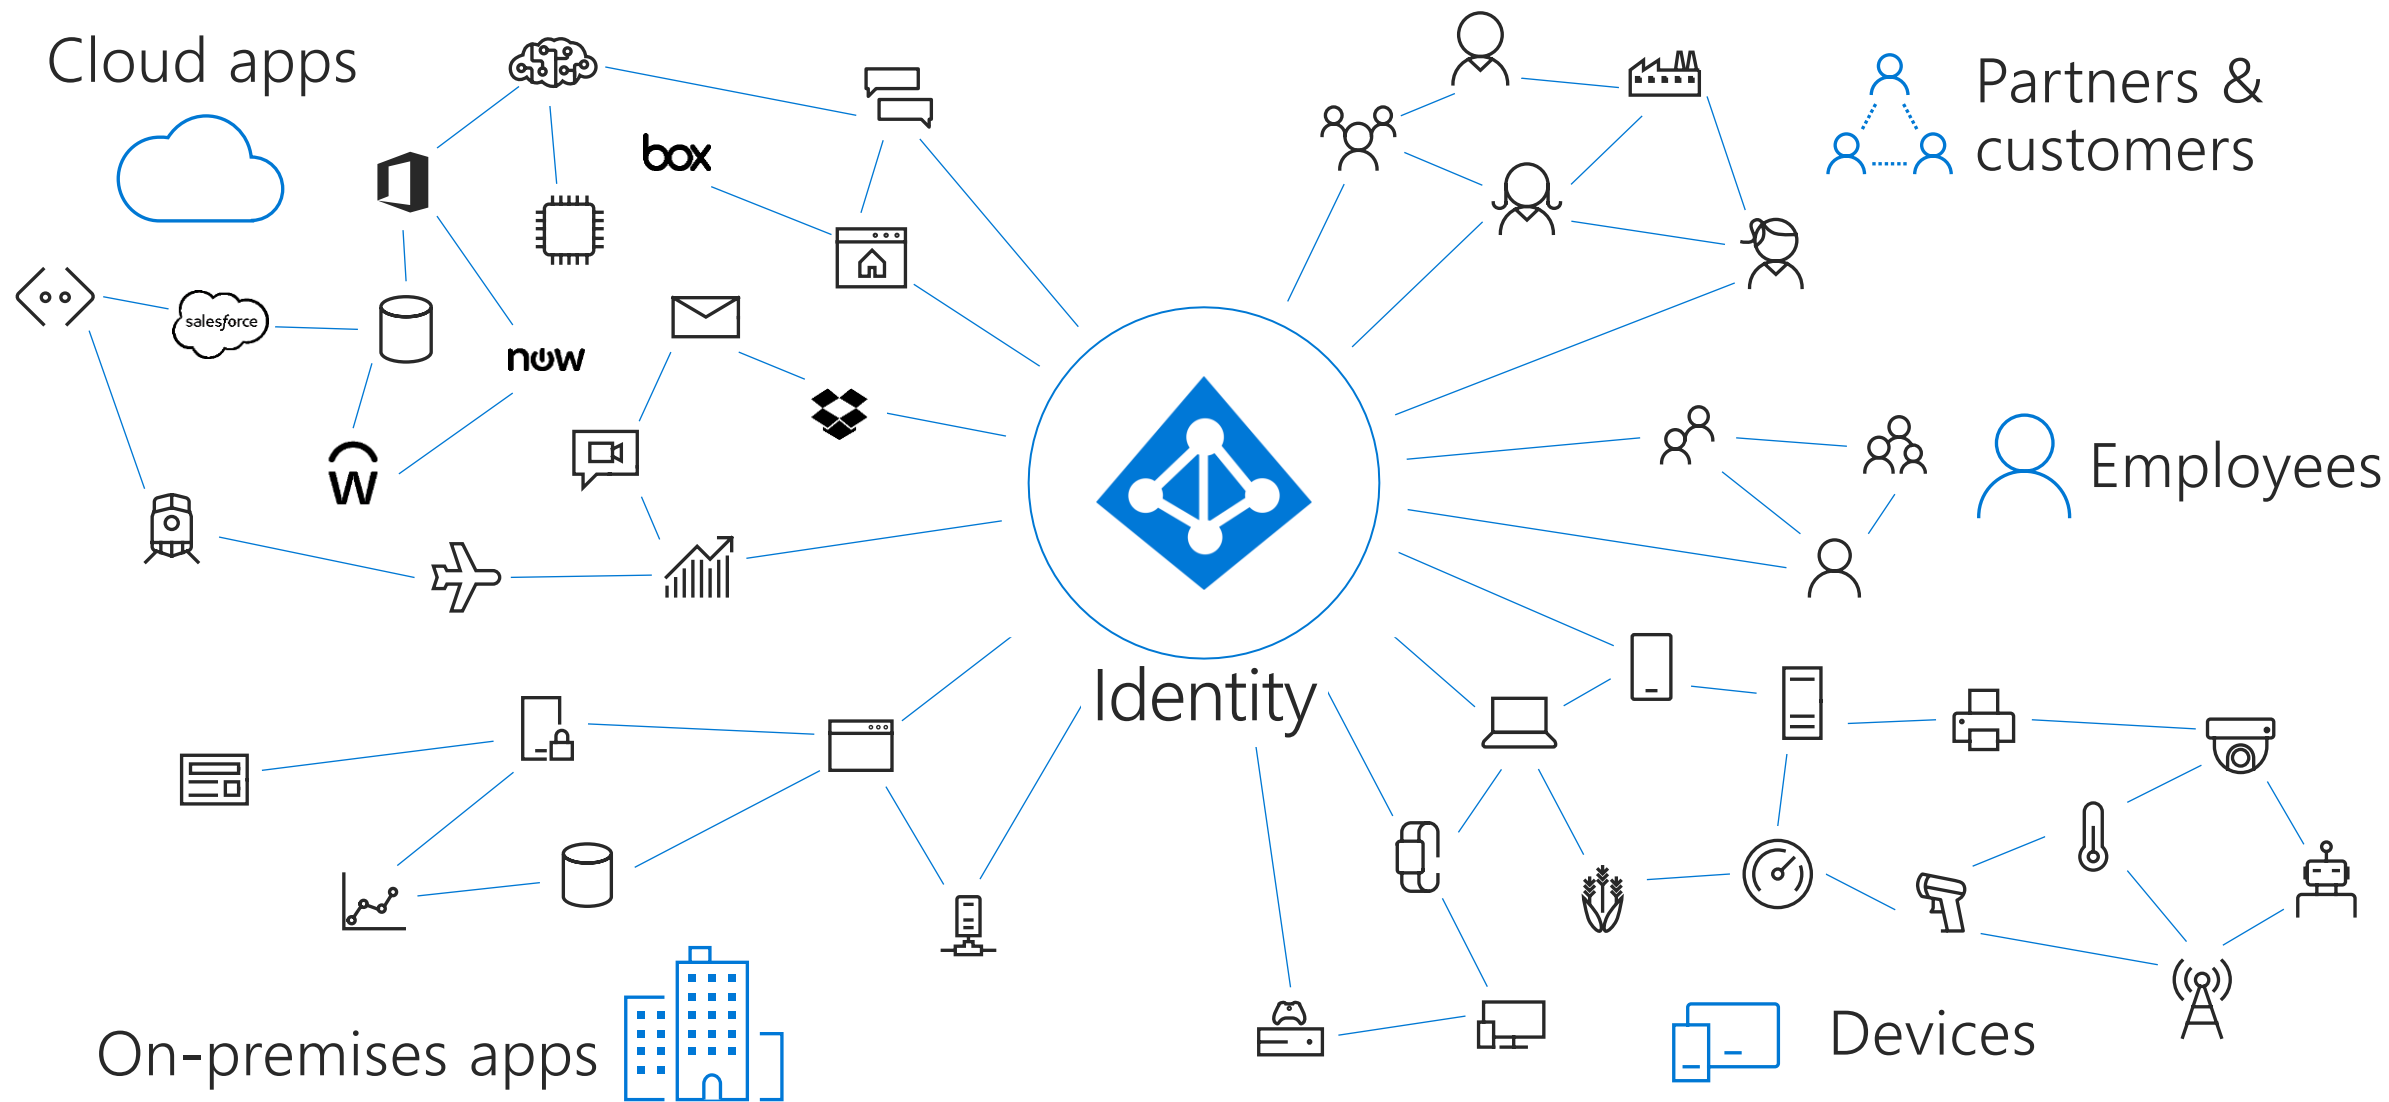 Cloud apps
box
salesforce
now
W
Partners &
customers
Employees
Identity
On-premises apps
Devices